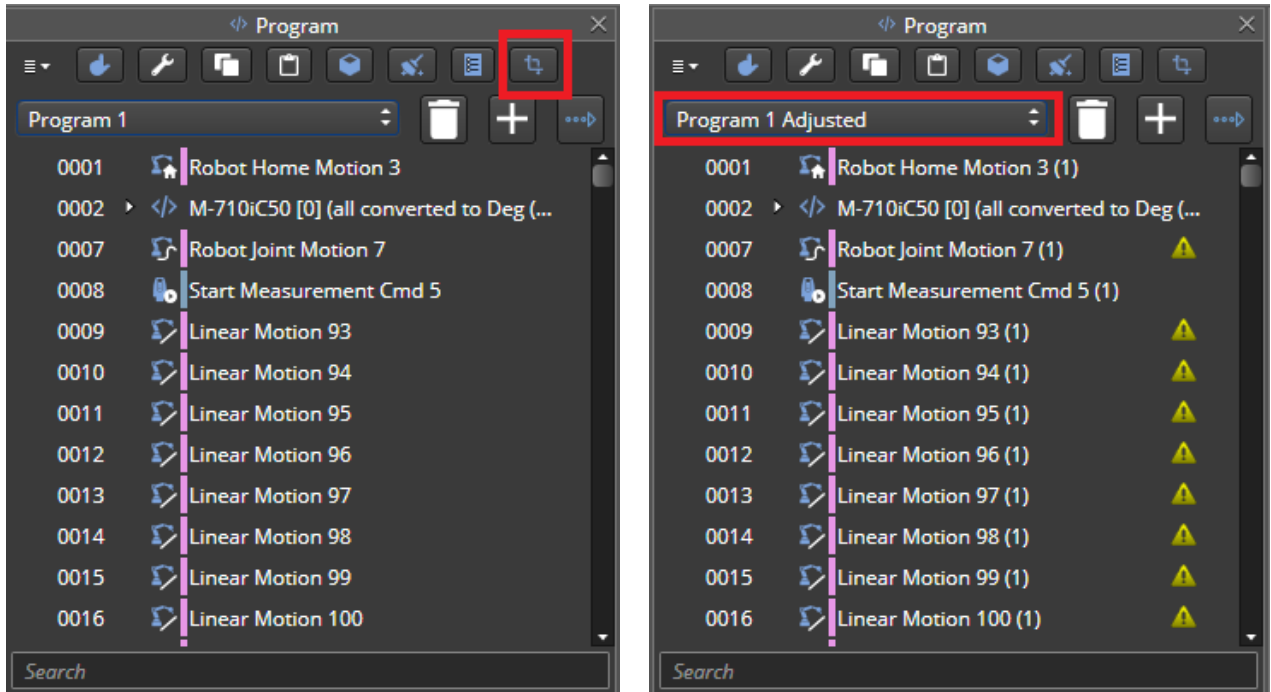 Program
Program 1
0001 Robot Home Motion 3
0002 M-710iC50 [0] (all converted to Deg (...
0007 Robot Joint Motion 7
0008 Start Measurement Cmd 5
0009 Linear Motion 93
0010 Linear Motion 94
0011 Linear Motion 95
0012 Linear Motion 96
0013 Linear Motion 97
0014 Linear Motion 98
0015 Linear Motion 99
0016 Linear Motion 100
Search
Program
Program 1 Adjusted
0001 Robot Home Motion 3 (1)
0002 M-710iC50 [0] (all converted to Deg (...
0007 Robot Joint Motion 7 (1)
0008 Start Measurement Cmd 5 (1)
0009 Linear Motion 93 (1)
0010 Linear Motion 94 (1)
0011 Linear Motion 95 (1)
0012 Linear Motion 96 (1)
0013 Linear Motion 97 (1)
0014 Linear Motion 98 (1)
0015 Linear Motion 99 (1)
0016 Linear Motion 100 (1)
Search